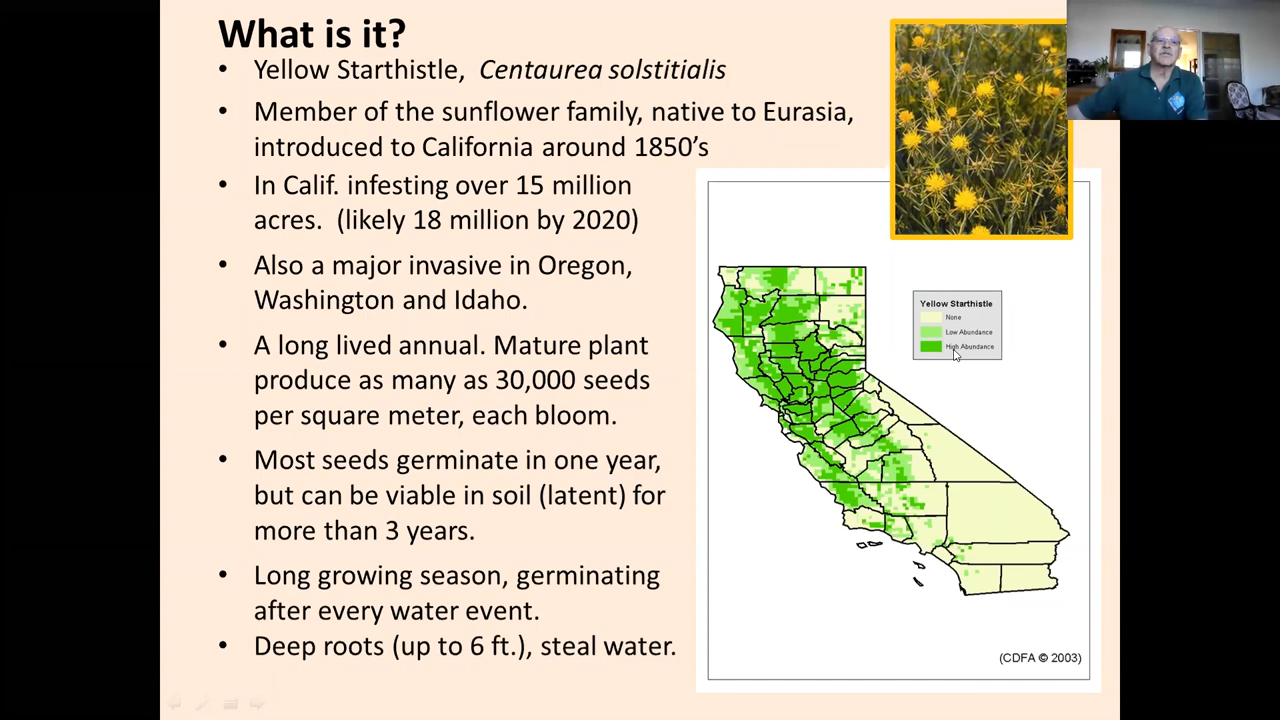 What is it?
• Yellow Starthistle, Centaurea solstitialis
• Member of the sunflower family, native to Eurasia,
introduced to California around 1850's
• In Calif. infesting over 15 million
acres. (likely 18 million by 2020)
• Also a major invasive in Oregon,
Washington and Idaho.
• A long lived annual. Mature plant
produce as many as 30,000 seeds
per square meter, each bloom.
• Most seeds germinate in one year,
but can be viable in soil (latent) for
more than 3 years.
• Long growing season, germinating
after every water event.
• Deep roots (up to 6 ft.), steal water.
Yellow Starthistle
None
Low Abundance
High Abundance
(CDFA © 2003)